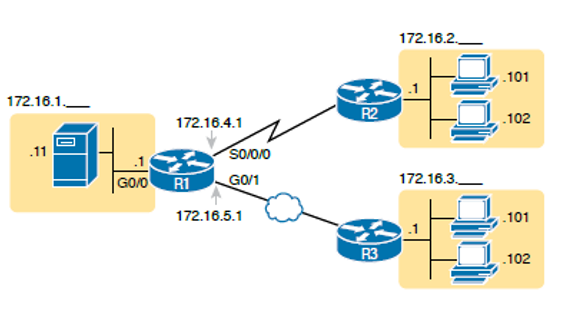 172.16.1.___
.11
.1
G0/0
R1
172.16.4.1
S0/0/0
G0/1
172.16.5.1
R2
.1
172.16.2.___
.101
.102
R3
.1
172.16.3.___
.101
.102